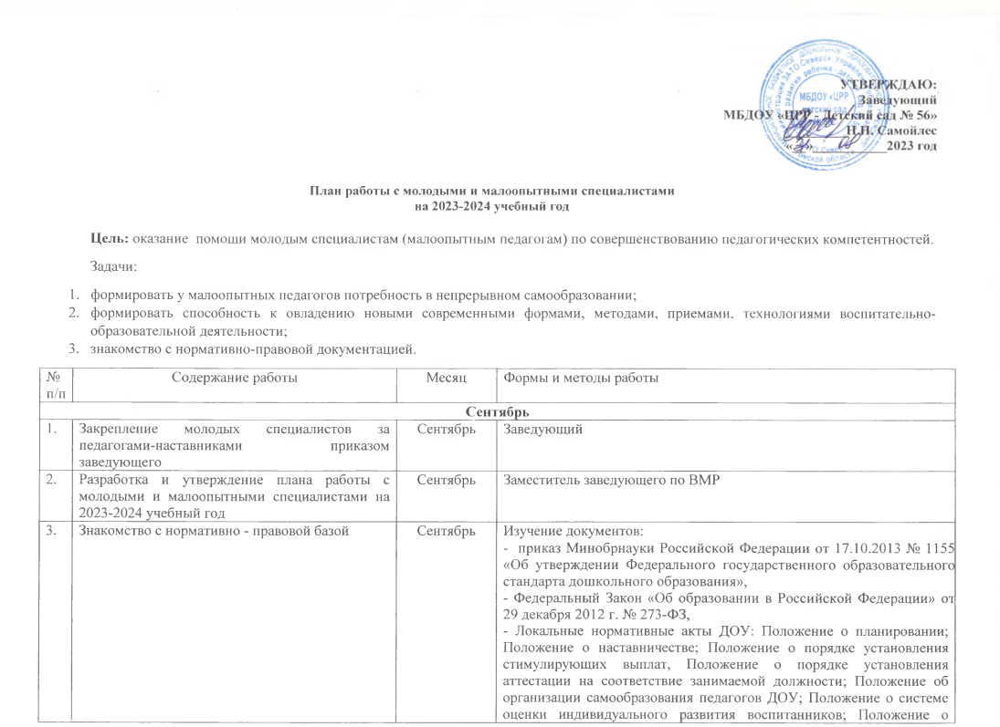 УТВЕРЖДАЮ:
Заведующий
МБДОУ «ЦРР - Детский сад № 56»
Н.Н. Самойлес
«31» 08 2023 год
МБДОУ «ЦРР
детский сад
План работы с молодыми и малоопытными специалистами
на 2023-2024 учебный год
Цель: оказание помощи молодым специалистам (малоопытным педагогам) по совершенствованию педагогических компетентностей.
Задачи:
1. формировать у малоопытных педагогов потребность в непрерывном самообразовании;
2. формировать способность к овладению новыми современными формами, методами, приемами, технологиями воспитательно-
образовательной деятельности;
3. знакомство с нормативно-правовой документацией.
№
п/п
Содержание работы
Месяц
Формы и методы работы
Сентябрь
1.
Закрепление молодых специалистов за
педагогами-наставниками приказом
заведующего
Сентябрь
Заведующий
2.
Разработка и утверждение плана работы с
молодыми и малоопытными специалистами на
2023-2024 учебный год
Сентябрь
Заместитель заведующего по ВМР
3.
Знакомство с нормативно - правовой базой
Сентябрь
Изучение документов:
- приказ Минобрнауки Российской Федерации от 17.10.2013 № 1155
«Об утверждении Федерального государственного образовательного
стандарта дошкольного образования»,
- Федеральный Закон «Об образовании в Российской Федерации» от
29 декабря 2012 г. № 273-ФЗ,
- Локальные нормативные акты ДОУ: Положение о планировании;
Положение о наставничестве; Положение о порядке установления
стимулирующих выплат, Положение о порядке установления
аттестации на соответствие занимаемой должности; Положение об
организации самообразования педагогов ДОУ; Положение о системе
оценки индивидуального развития воспитанников; Положение о